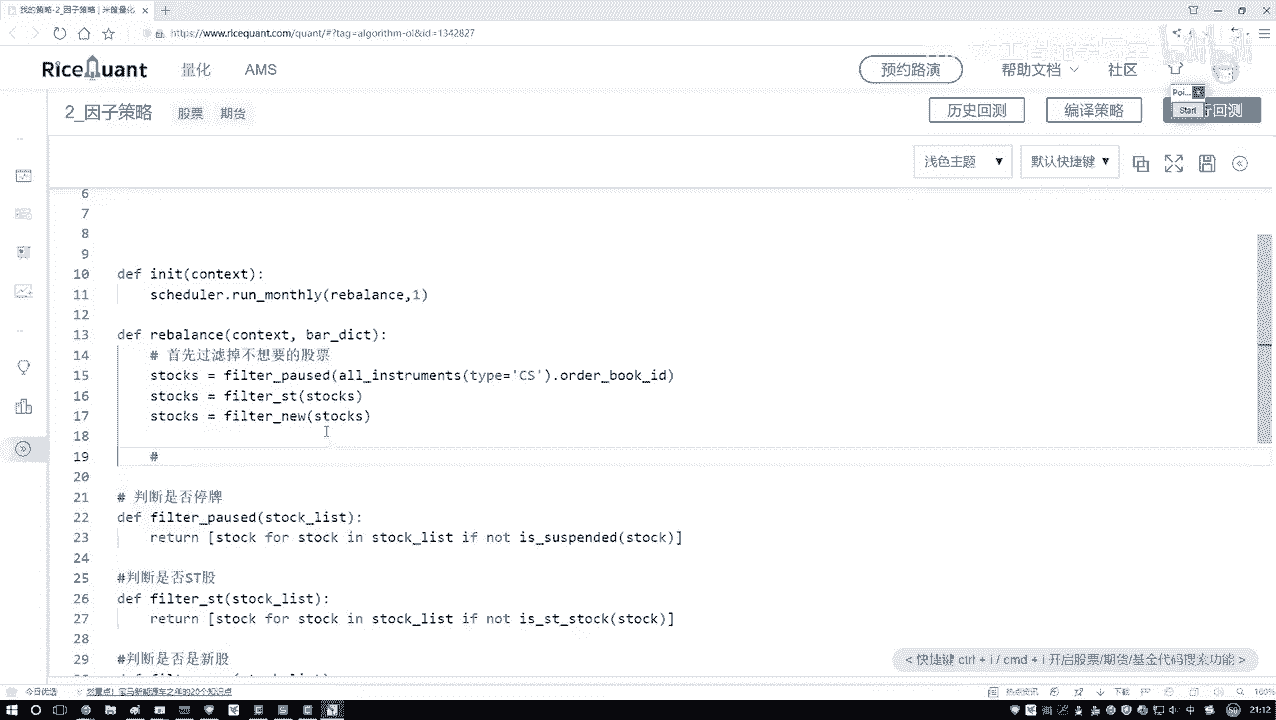 我的策略-2_因子策略 | 米筐量化
https://www.ricequant.com/quant/#?tag=algorithm-ol&id=1342827
RiceQuant 量化 AMS 预约路演 帮助文档 社区
Poi...
Start
2_因子策略 股票 期货 历史回测 编译策略 回测
浅色主题 默认快捷键
6
7
8
9
10 def init(context):
11 scheduler.run_monthly(rebalance,1)
12
13 def rebalance(context, bar_dict):
14 # 首先过滤掉不想要的股票
15 stocks = filter_paused(all_instruments(type='CS').order_book_id)
16 stocks = filter_st(stocks)
17 stocks = filter_new(stocks)
18
19 #
20
21 # 判断是否停牌
22 def filter_paused(stock_list):
23 return [stock for stock in stock_list if not is_suspended(stock)]
24
25 #判断是否ST股
26 def filter_st(stock_list):
27 return [stock for stock in stock_list if not is_st_stock(stock)]
28
29 #判断是否是新股
<快捷键 ctrl + i / cmd + i 开启股票/期货/基金代码搜索功能 >
今日优选
中
21:12